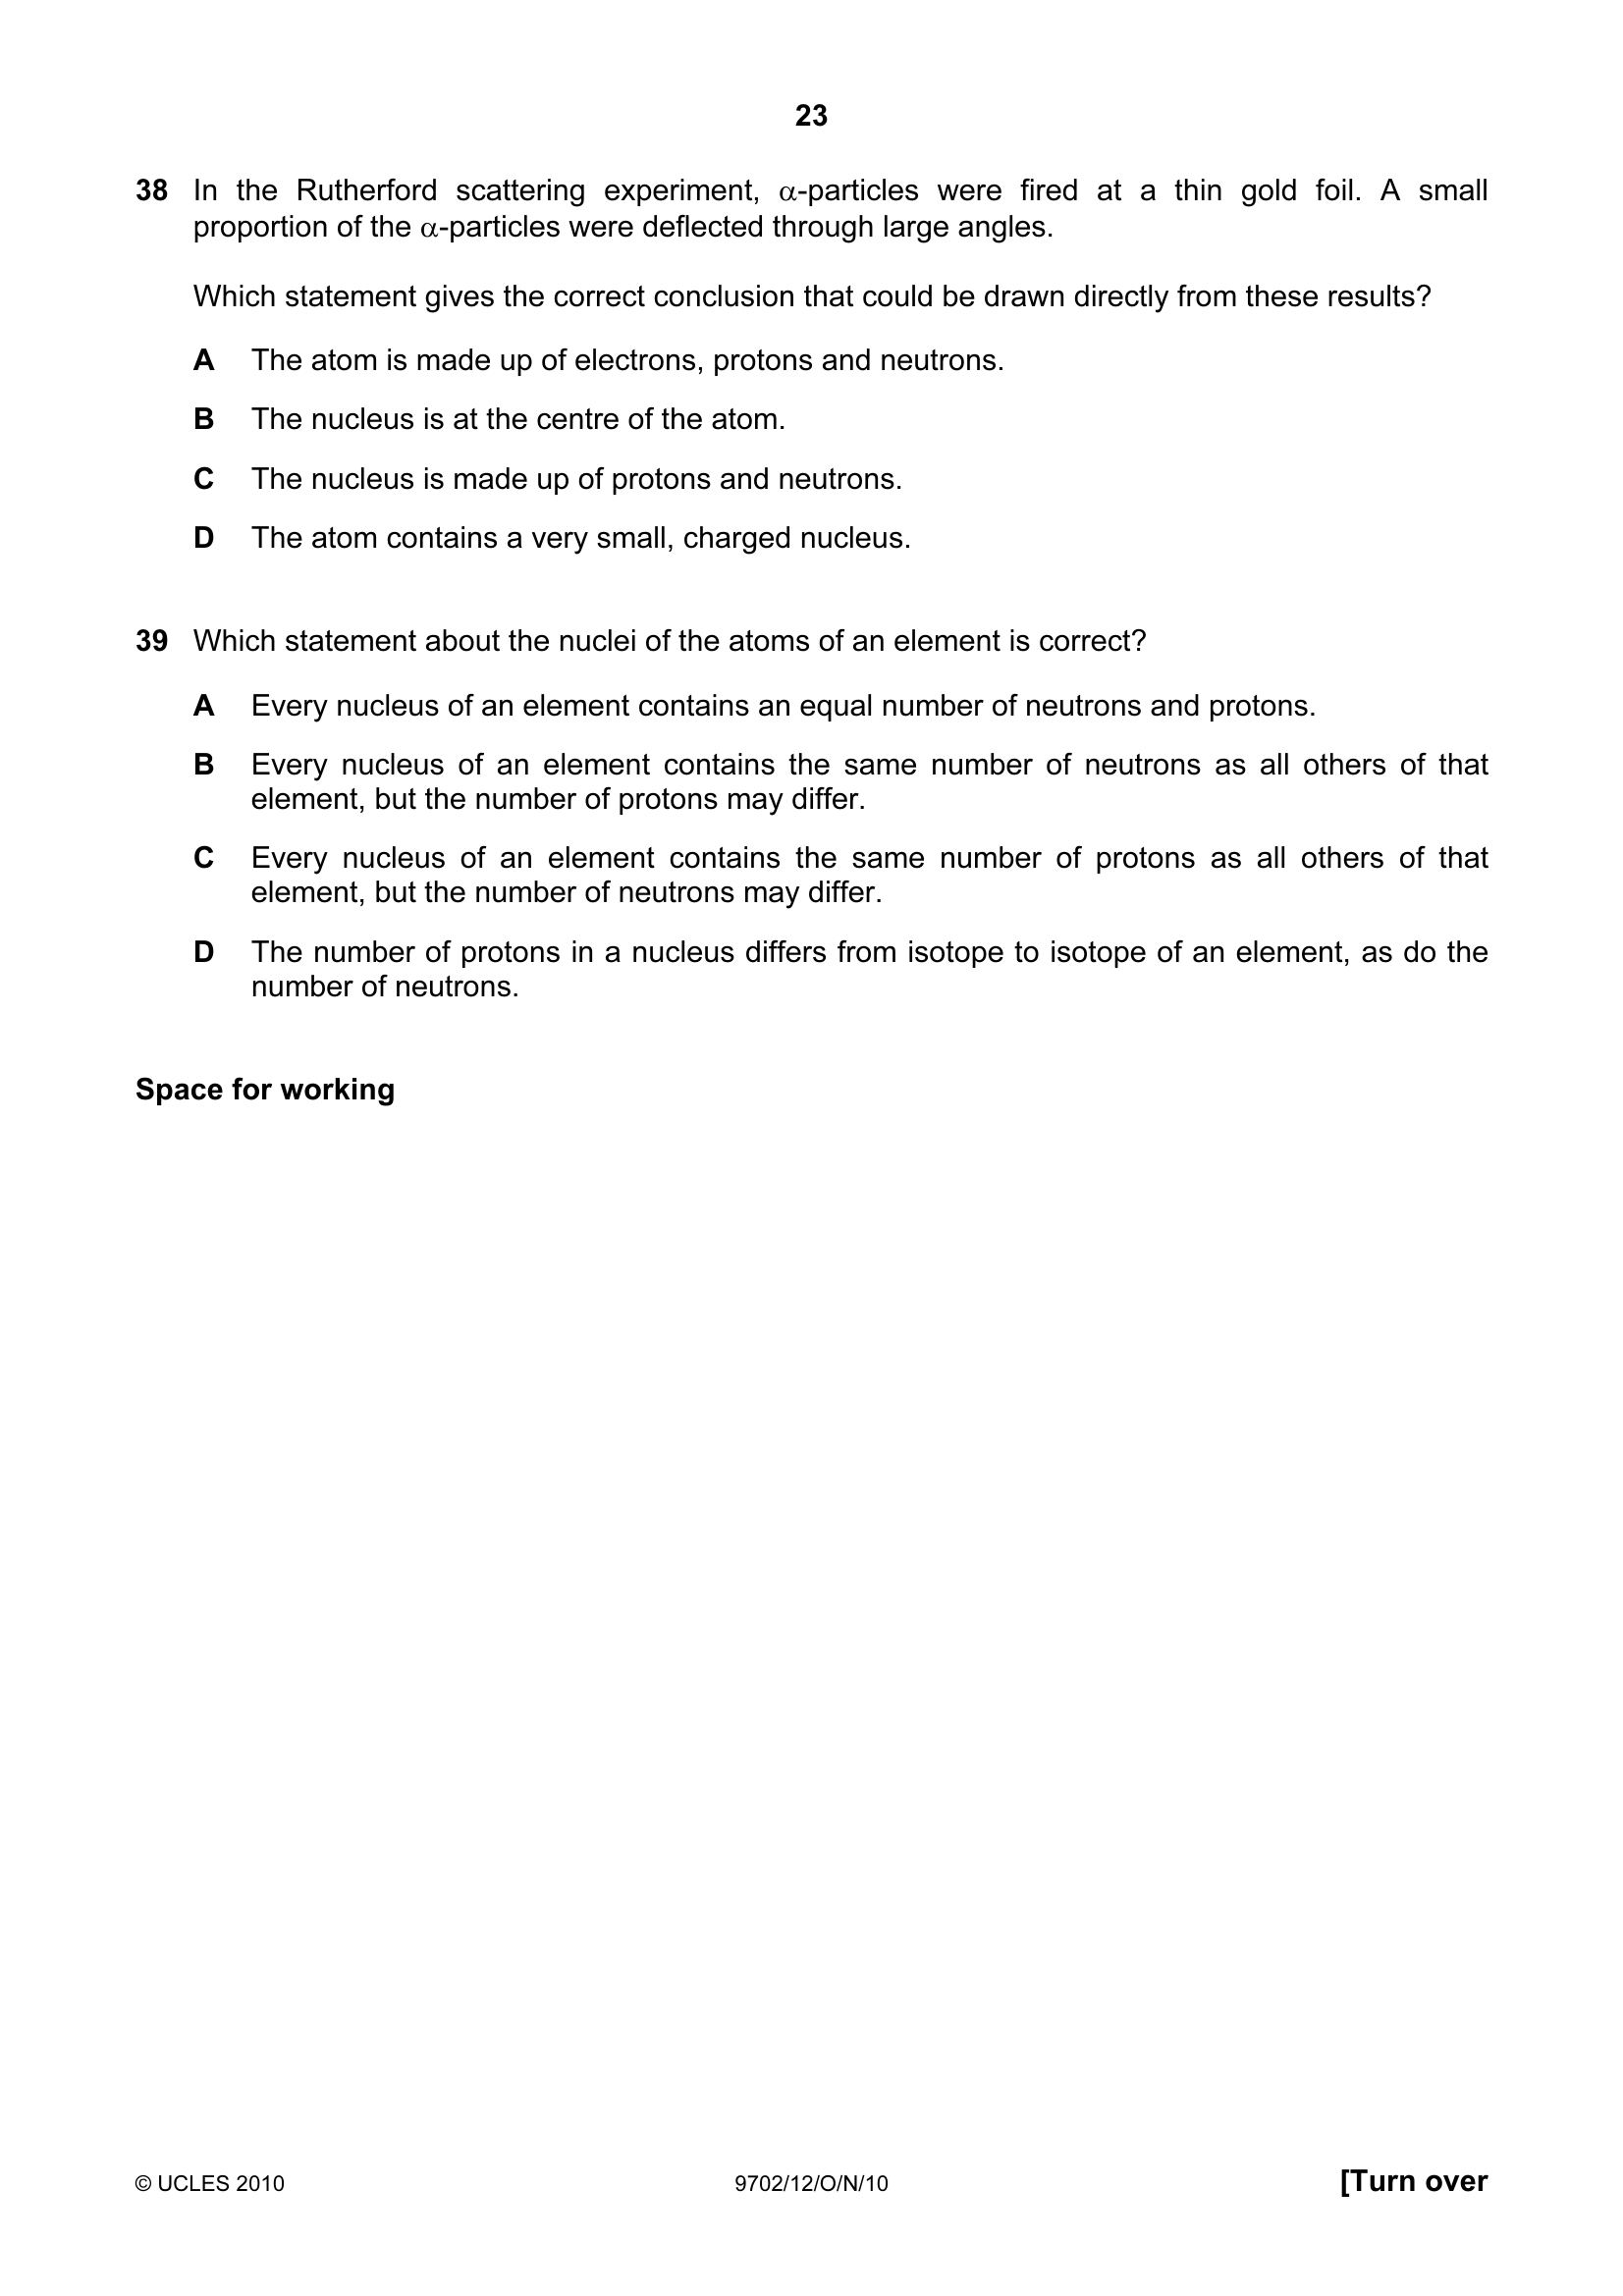 23
38 In the Rutherford scattering experiment, α-particles were fired at a thin gold foil. A small
proportion of the α-particles were deflected through large angles.
Which statement gives the correct conclusion that could be drawn directly from these results?
A The atom is made up of electrons, protons and neutrons.
B The nucleus is at the centre of the atom.
C The nucleus is made up of protons and neutrons.
D The atom contains a very small, charged nucleus.
39 Which statement about the nuclei of the atoms of an element is correct?
A Every nucleus of an element contains an equal number of neutrons and protons.
B Every nucleus of an element contains the same number of neutrons as all others of that
element, but the number of protons may differ.
C Every nucleus of an element contains the same number of protons as all others of that
element, but the number of neutrons may differ.
D The number of protons in a nucleus differs from isotope to isotope of an element, as do the
number of neutrons.
Space for working
© UCLES 2010 9702/12/O/N/10 [Turn over